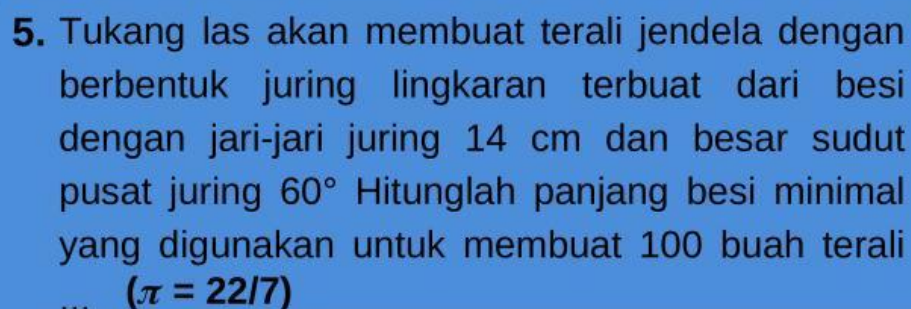 5. Tukang las akan membuat terali jendela dengan
berbentuk juring lingkaran terbuat dari besi
dengan jari-jari juring 14 cm dan besar sudut
pusat juring 60° Hitunglah panjang besi minimal
yang digunakan untuk membuat 100 buah terali
... (π = 22/7)